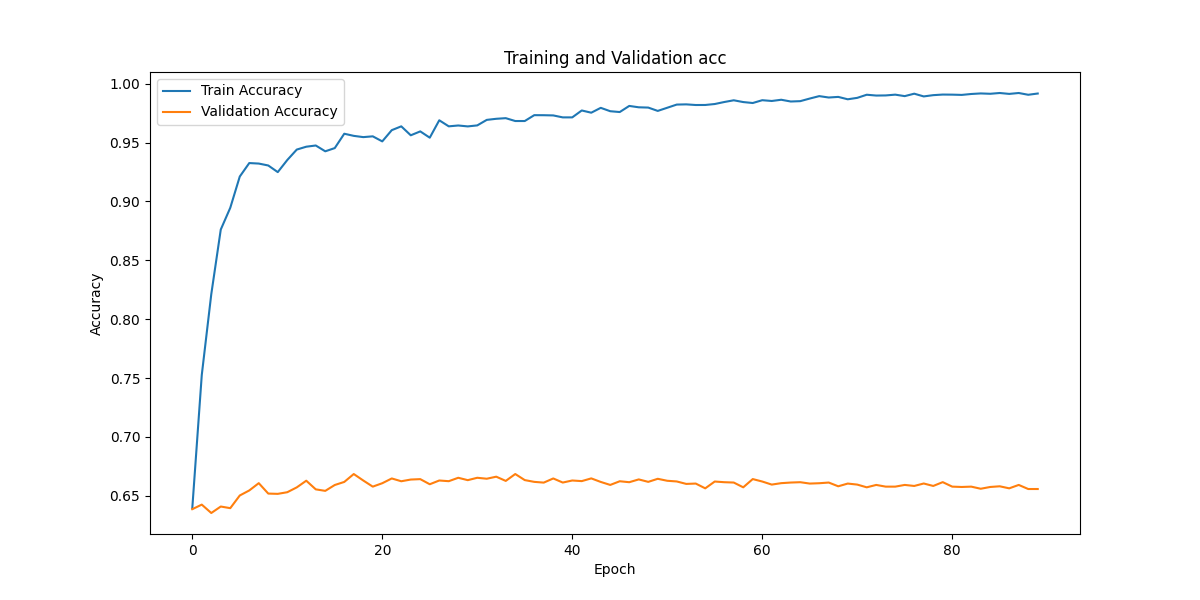 Training and Validation acc
Train Accuracy
Validation Accuracy
1.00
0.95
0.90
0.85
0.80
0.75
0.70
0.65
Accuracy
0
20
40
60
80
Epoch